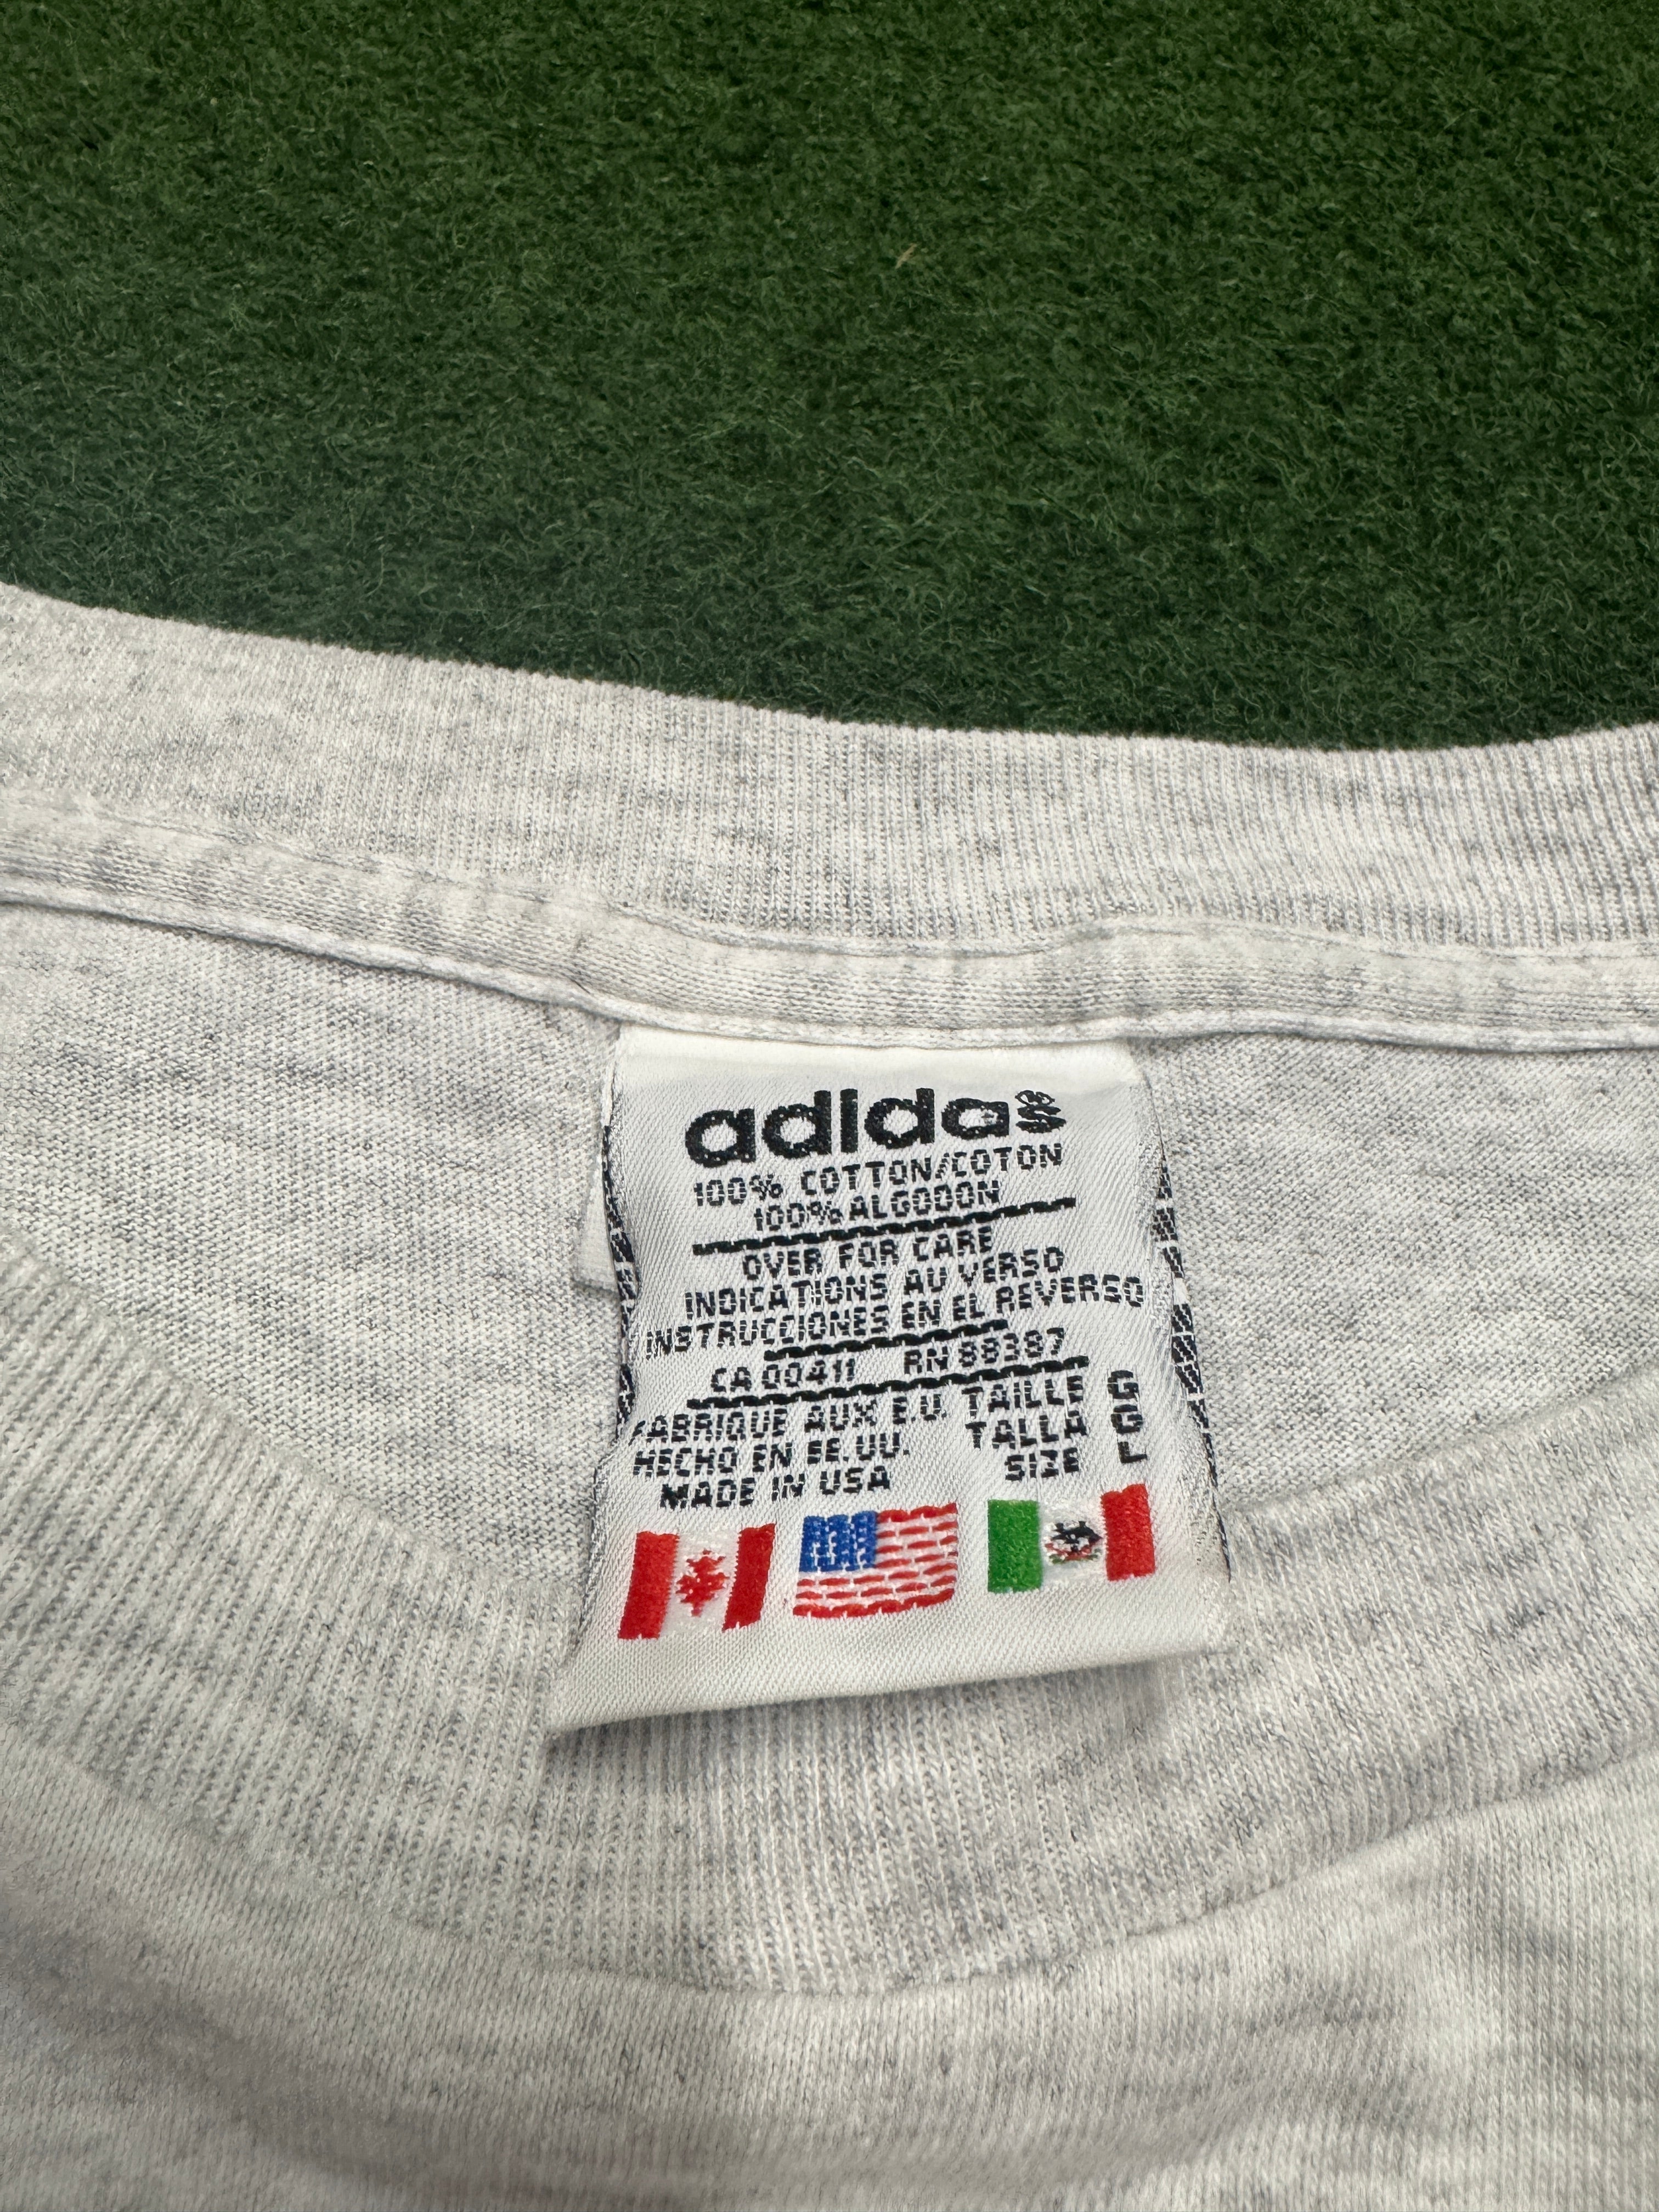 adidas
100% COTTON/COTON
100% ALGODON
OVER FOR CARE
INDICATIONS AU VERSO
INSTRUCCIONES EN EL REVERSO
CA 00411 RN 88387
FABRIQUE AUX E.U. TAILLE G
HECHO EN EE.UU. TALLA G
MADE IN USA SIZE L